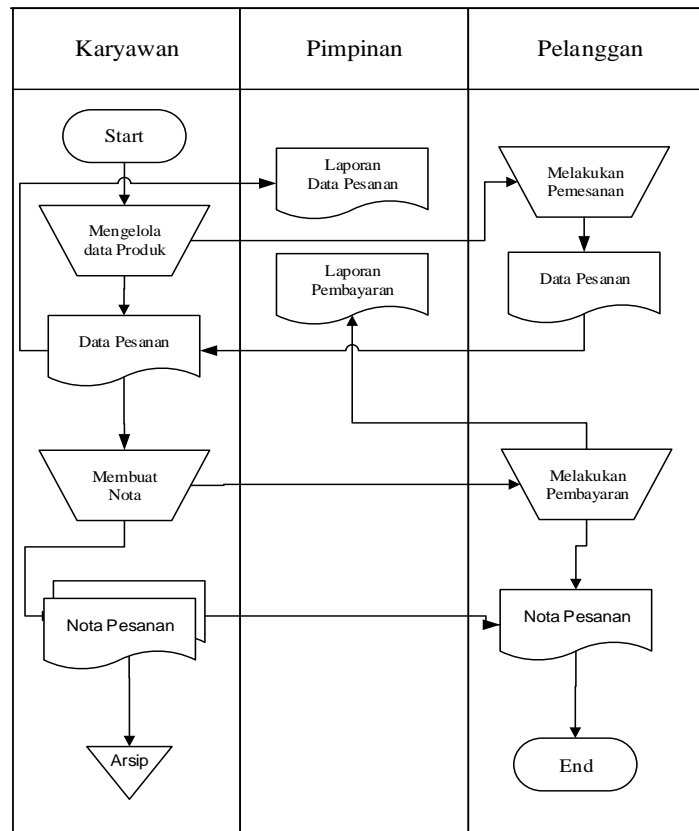 Karyawan
Pimpinan
Pelanggan
Start
Laporan
Data Pesanan
Melakukan
Pemesanan
Mengelola
data Produk
Laporan
Pembayaran
Data Pesanan
Data Pesanan
Membuat
Nota
Melakukan
Pembayaran
Nota Pesanan
Nota Pesanan
Arsip
End